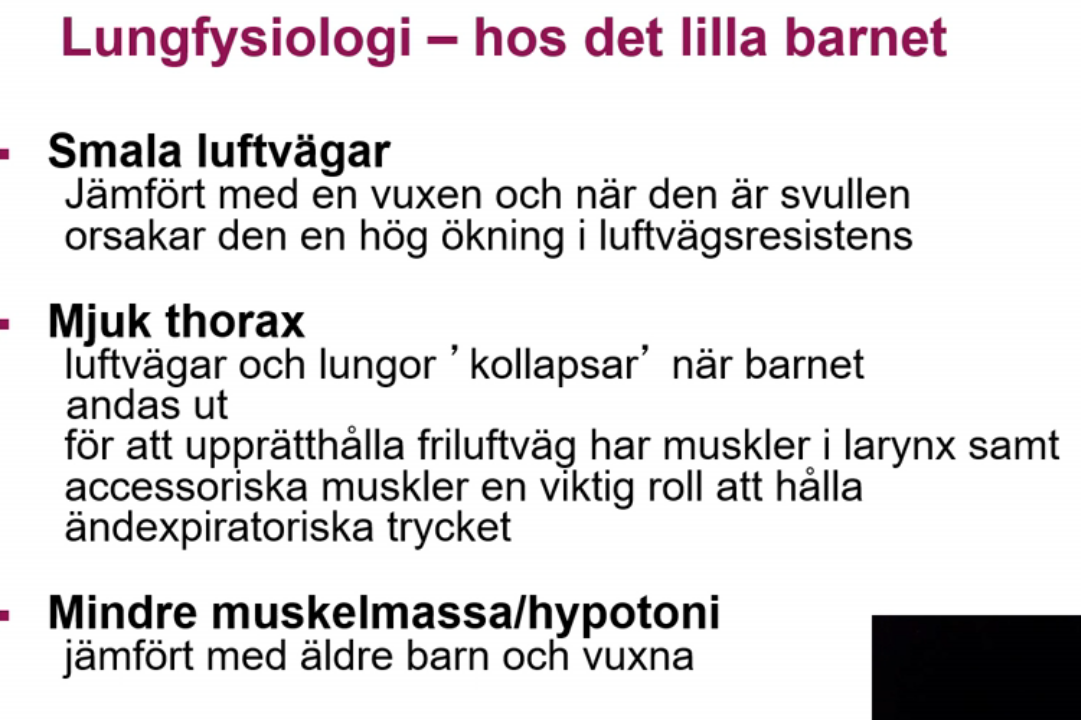 Lungfysiologi – hos det lilla barnet
Smala luftvägar
Jämfört med en vuxen och när den är svullen
orsakar den en hög ökning i luftvägsresistens
Mjuk thorax
luftvägar och lungor ’ kollapsar’ när barnet
andas ut
för att upprätthålla friluftväg har muskler i larynx samt
accessoriska muskler en viktig roll att hålla
ändexpiratoriska trycket
Mindre muskelmassa/hypotoni
jämfört med äldre barn och vuxna